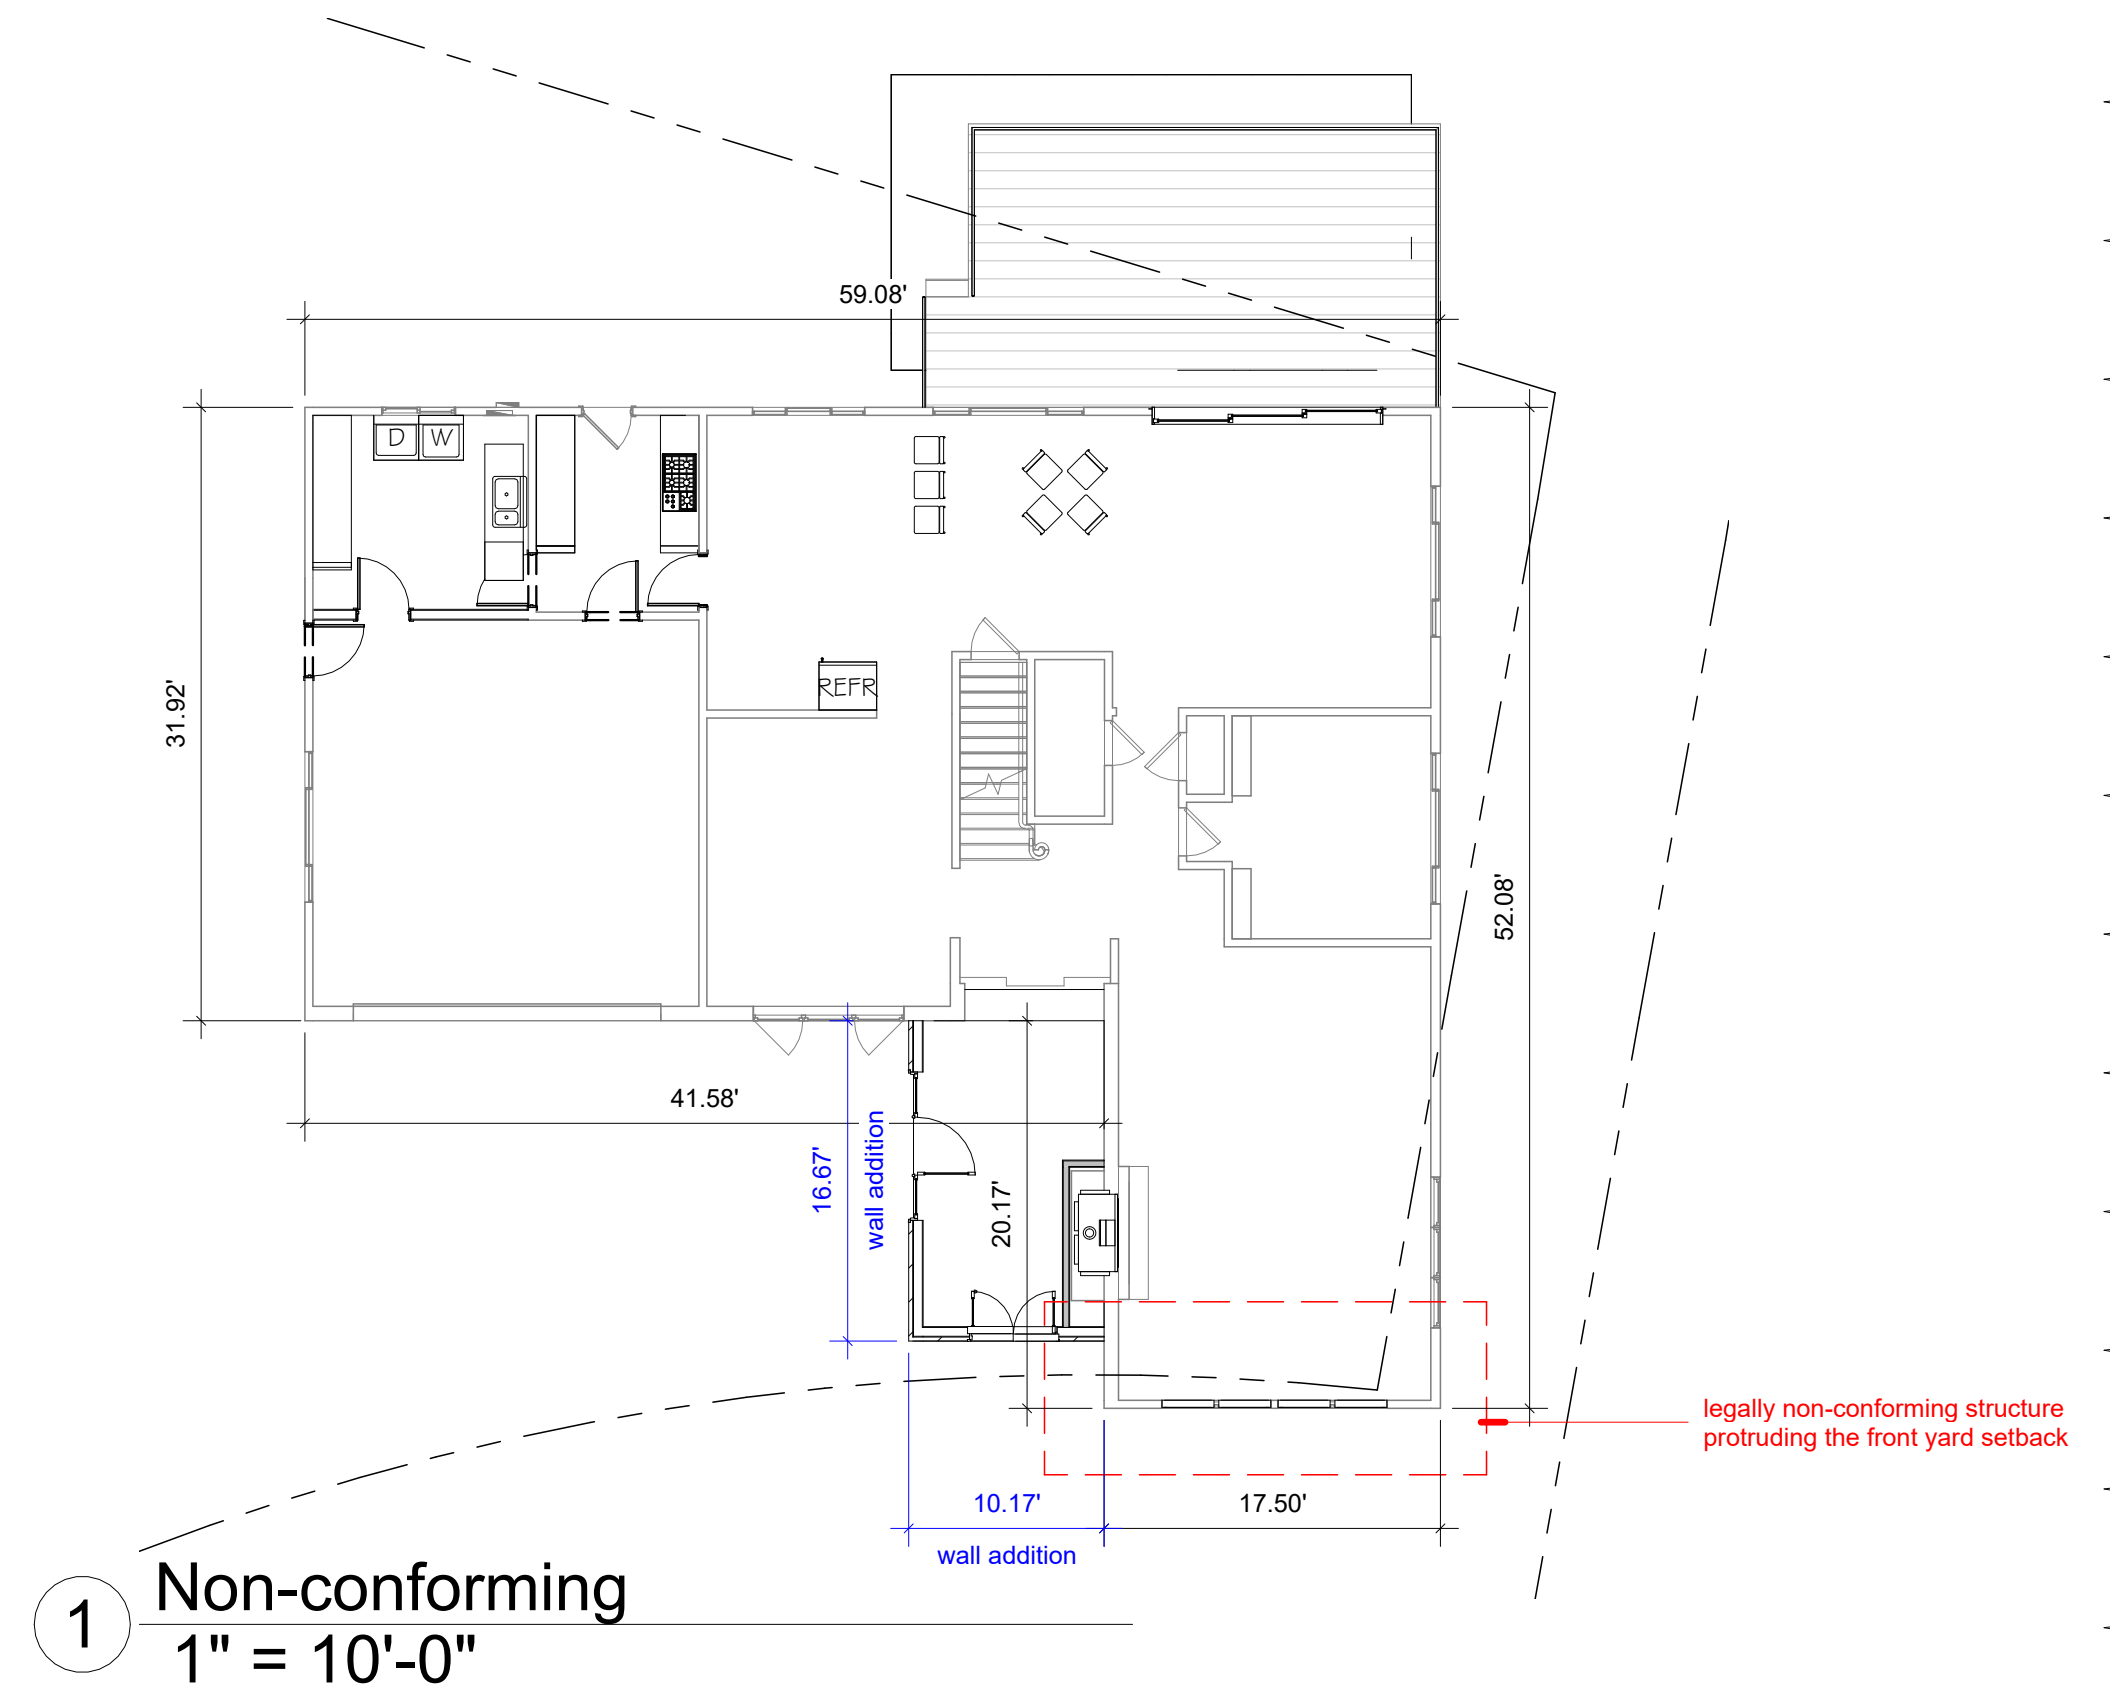 59.08'
D
W
REFR
31.92'
52.08'
41.58'
16.67'
wall addition
20.17'
legally non-conforming structure
protruding the front yard setback
10.17'
17.50'
wall addition
1
Non-conforming
1" = 10'-0"